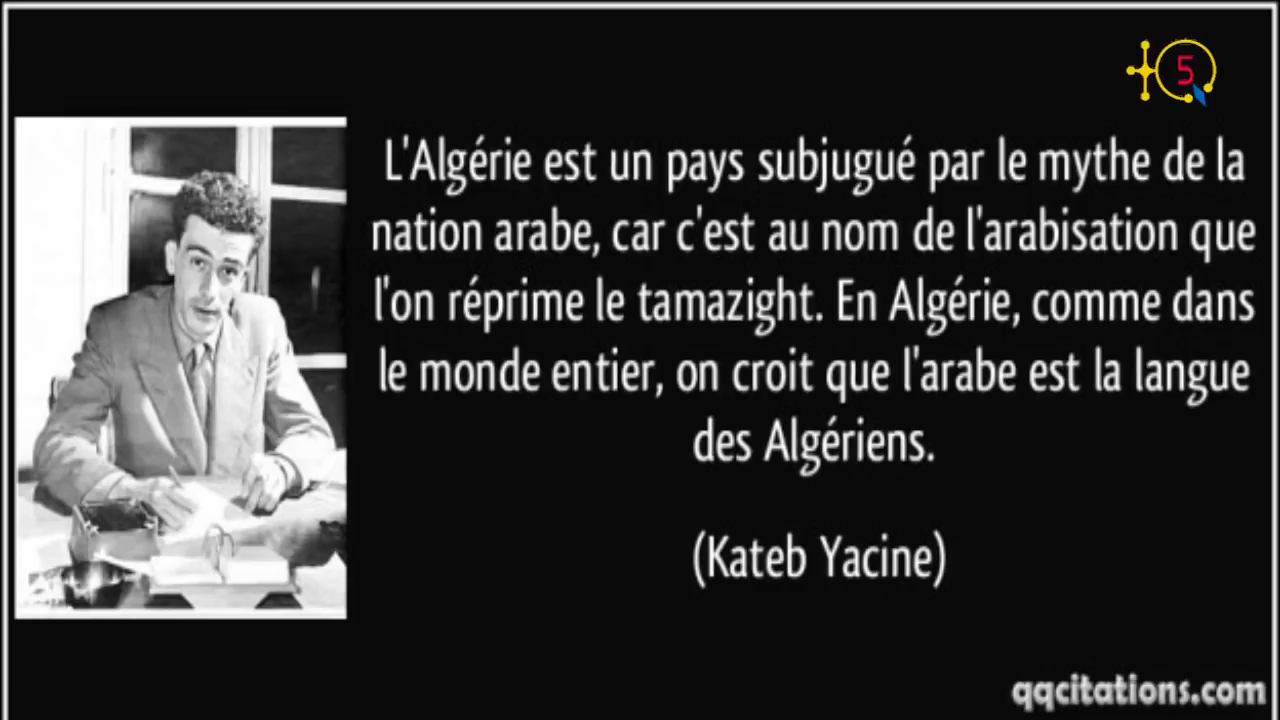 5
L'Algérie est un pays subjugué par le mythe de la
nation arabe, car c'est au nom de l'arabisation que
l'on réprime le tamazight. En Algérie, comme dans
le monde entier, on croit que l'arabe est la langue
des Algériens.
(Kateb Yacine)
qqcitations.com